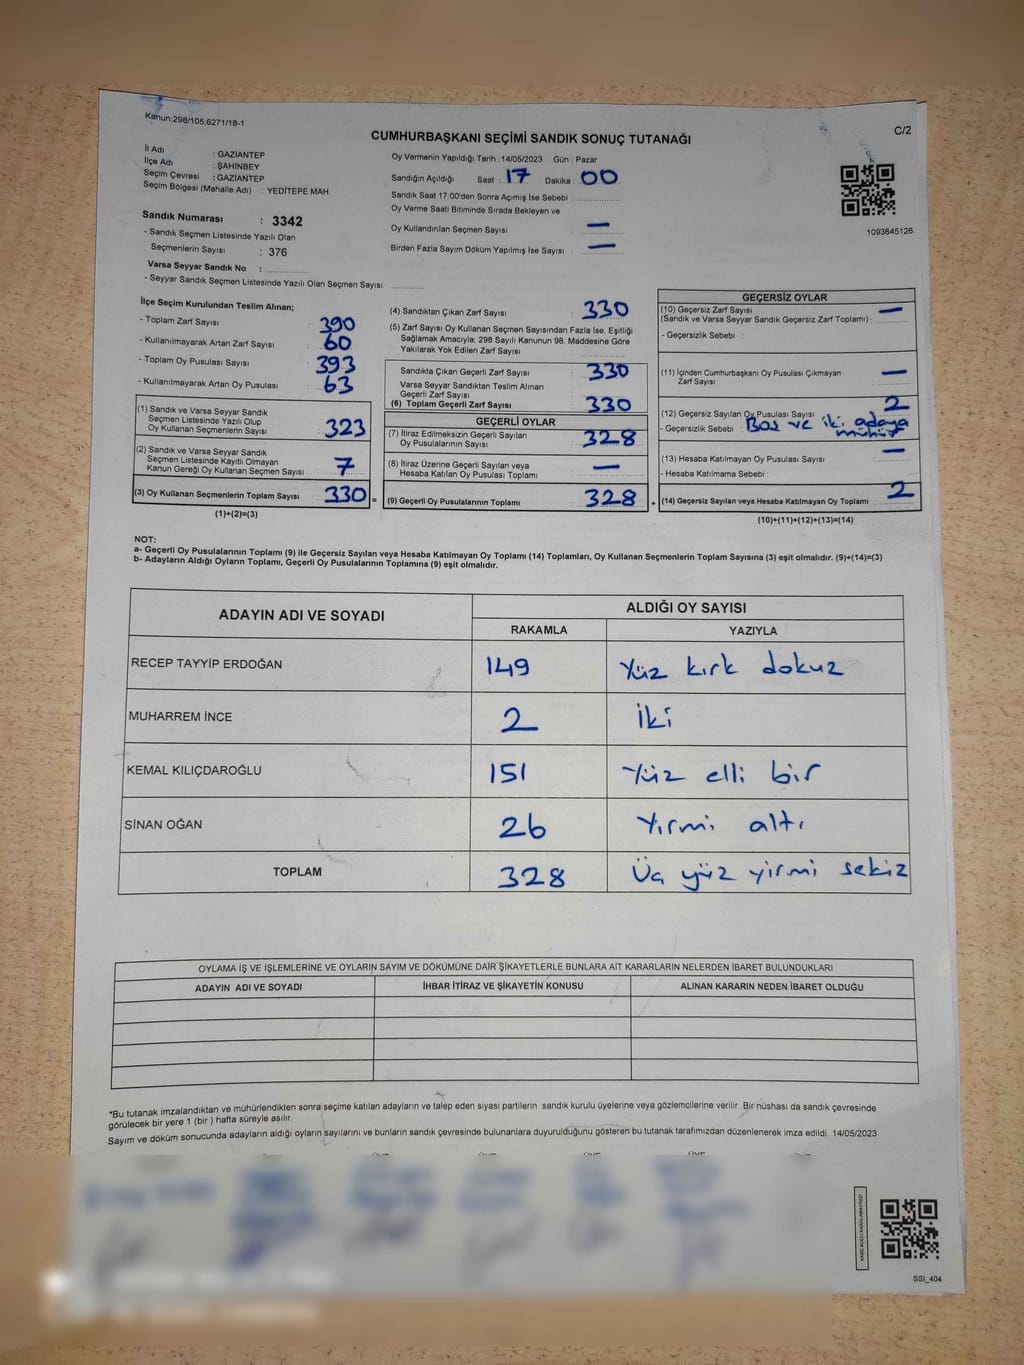 Kanun;298/105;6271/18-1
CUMHURBAŞKANI SEÇİMİ SANDIK SONUÇ TUTANAĞI
C/2
İl Adı : GAZİANTEP
İlçe Adı : ŞAHİNBEY
Seçim Çevresi : GAZİANTEP
Seçim Bölgesi (Mahalle Adı) : YEDİTEPE MAH.
Sandık Numarası : 3342
- Sandık Seçmen Listesinde Yazılı Olan
Seçmenlerin Sayısı : 376
Varsa Seyyar Sandık No :
- Seyyar Sandık Seçmen Listesinde Yazılı Olan Seçmen Sayısı:
Oy Vermenin Yapıldığı Tarih :14/05/2023 Gün : Pazar
Sandığın Açıldığı Saat : 17 Dakika : 00
Sandık Saat 17:00'den Sonra Açımış İse Sebebi :
Oy Verme Saati Bitiminde Sırada Bekleyen ve
Oy Kullandırılan Seçmen Sayısı : —
Birden Fazla Sayım Döküm Yapılmış İse Sayısı : —
1093645126
İlçe Seçim Kurulundan Teslim Alınan;
- Toplam Zarf Sayısı : 390
- Kullanılmayarak Artan Zarf Sayısı : 60
- Toplam Oy Pusulası Sayısı : 393
- Kullanılmayarak Artan Oy Pusulası : 63
(1) Sandık ve Varsa Seyyar Sandık
Seçmen Listesinde Yazılı Olup
Oy Kullanan Seçmenlerin Sayısı : 323
(2) Sandık ve Varsa Seyyar Sandık
Seçmen Listesinde Kayıtlı Olmayan
Kanun Gereği Oy Kullanan Seçmen Sayısı : 7
(3) Oy Kullanan Seçmenlerin Toplam Sayısı : 330 =
(1)+(2)=(3)
(4) Sandıktan Çıkan Zarf Sayısı : 330
(5) Zarf Sayısı Oy Kullanan Seçmen Sayısından Fazla İse, Eşitliği
Sağlamak Amacıyla; 298 Sayılı Kanunun 98. Maddesine Göre
Yakılarak Yok Edilen Zarf Sayısı :
Sandıkta Çıkan Geçerli Zarf Sayısı : 330
Varsa Seyyar Sandıktan Teslim Alınan
Geçerli Zarf Sayısı :
(6) Toplam Geçerli Zarf Sayısı : 330
GEÇERLİ OYLAR
(7) İtiraz Edilmeksizin Geçerli Sayılan
Oy Pusulalarının Sayısı : 328
(8) İtiraz Üzerine Geçerli Sayılan veya
Hesaba Katılan Oy Pusulası Toplamı : —
(9) Geçerli Oy Pusulalarının Toplamı : 328 +
GEÇERSİZ OYLAR
(10) Geçersiz Zarf Sayısı —
(Sandık ve Varsa Seyyar Sandık Geçersiz Zarf Toplamı) :
- Geçersizlik Sebebi :
(11) İçinden Cumhurbaşkanı Oy Pusulası Çıkmayan
Zarf Sayısı : —
(12) Geçersiz Sayılan Oy Pusulası Sayısı : 2
- Geçersizlik Sebebi : Boş ve iki adaya
mühür
(13) Hesaba Katılmayan Oy Pusulası Sayısı : —
- Hesaba Katılmama Sebebi :
(14) Geçersiz Sayılan veya Hesaba Katılmayan Oy Toplamı : 2
(10)+(11)+(12)+(13)=(14)
NOT:
a- Geçerli Oy Pusulalarının Toplamı (9) ile Geçersiz Sayılan veya Hesaba Katılmayan Oy Toplamı (14) Toplamları, Oy Kullanan Seçmenlerin Toplam Sayısına (3) eşit olmalıdır. (9)+(14)=(3)
b- Adayların Aldığı Oyların Toplamı, Geçerli Oy Pusulalarının Toplamına (9) eşit olmalıdır.
ADAYIN ADI VE SOYADI ALDIĞI OY SAYISI
RAKAMLA YAZIYLA
RECEP TAYYİP ERDOĞAN 149 Yüz kırk dokuz
MUHARREM İNCE 2 İki
KEMAL KILIÇDAROĞLU 151 Yüz elli bir
SİNAN OĞAN 26 Yirmi altı
TOPLAM 328 Üç yüz yirmi sekiz
OYLAMA İŞ VE İŞLEMLERİNE VE OYLARIN SAYIM VE DÖKÜMÜNE DAİR ŞİKAYETLERLE BUNLARA AİT KARARLARIN NELERDEN İBARET BULUNDUKLARI
ADAYIN ADI VE SOYADI İHBAR İTİRAZ VE ŞİKAYETİN KONUSU ALINAN KARARIN NEDEN İBARET OLDUĞU
*Bu tutanak imzalandıktan ve mühürlendikten sonra seçime katılan adayların ve talep eden siyasi partilerin sandık kurulu üyelerine veya gözlemcilerine verilir .Bir nüshası da sandık çevresinde
görülecek bir yere 1 (bir ) hafta süreyle asılır.
Sayım ve döküm sonucunda adayların aldığı oyların sayılarını ve bunların sandık çevresinde bulunanlara duyurulduğunu gösteren bu tutanak tarafımızdan düzenlenerek imza edildi. 14/05/2023
KARE KODU KARALAMAYINIZ!
SSI_404